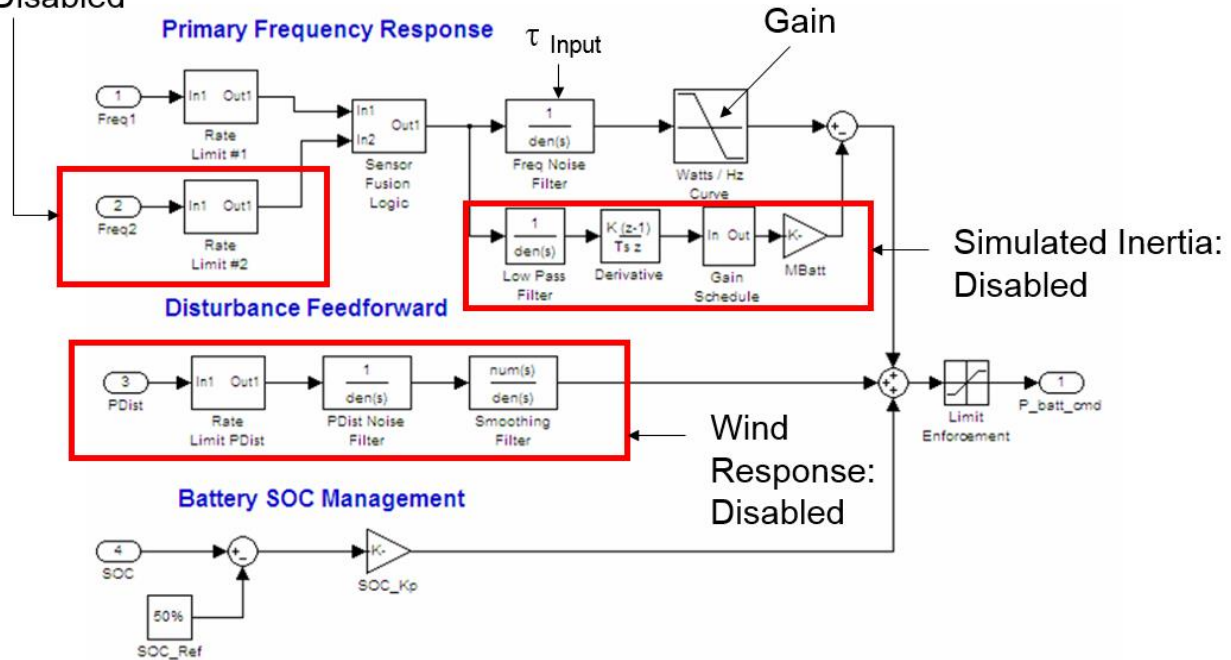 Disabled
Primary Frequency Response
τ Input
Gain
1
Freq1
In1 Out1
Rate
Limit #1
2
Freq2
In1 Out1
Rate
Limit #2
In1
In2
Out1
Sensor
Fusion
Logic
1
den(s)
Freq Noise
Filter
Watts / Hz
Curve
+
-
1
den(s)
Low Pass
Filter
K (z-1)
Ts z
Derivative
In Out
Gain
Schedule
K-
MBatt
Simulated Inertia:
Disabled
Disturbance Feedforward
3
PDist
In1 Out1
Rate
Limit PDist
1
den(s)
PDist Noise
Filter
num(s)
den(s)
Smoothing
Filter
+
+
+
Limit
Enforcement
1
P_batt_cmd
Wind
Response:
Disabled
Battery SOC Management
4
SOC
+
-
K-
SOC_Kp
50%
SOC_Ref